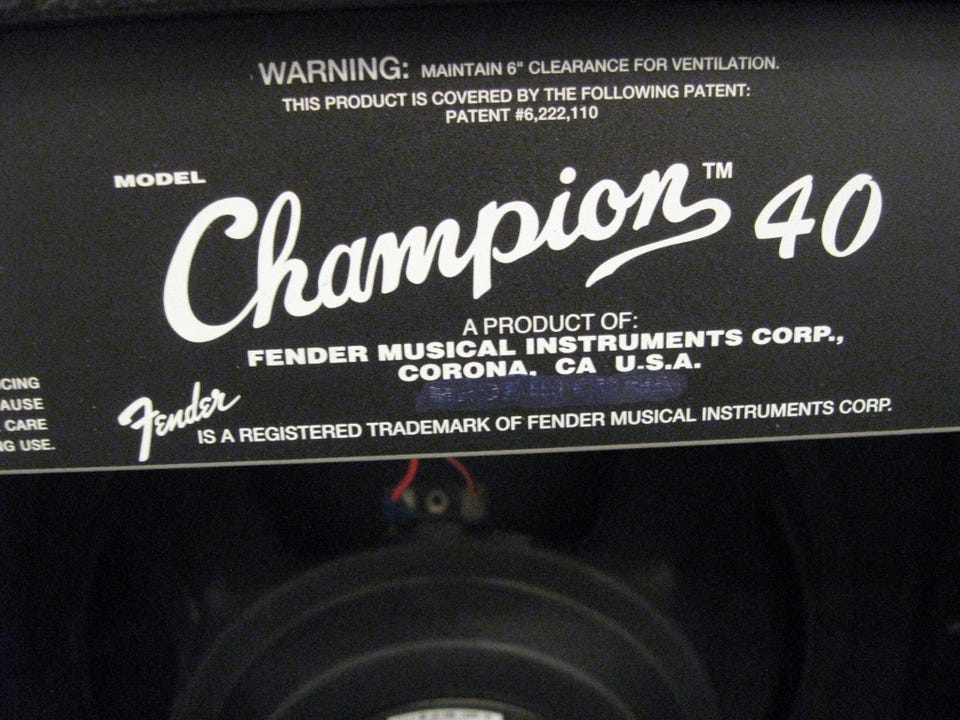 WARNING: MAINTAIN 6" CLEARANCE FOR VENTILATION.
THIS PRODUCT IS COVERED BY THE FOLLOWING PATENT:
PATENT #6,222,110
MODEL
Champion™ 40
A PRODUCT OF:
FENDER MUSICAL INSTRUMENTS CORP.,
CORONA, CA U.S.A.
CING
AUSE
CARE
NG USE.
Fender IS A REGISTERED TRADEMARK OF FENDER MUSICAL INSTRUMENTS CORP.